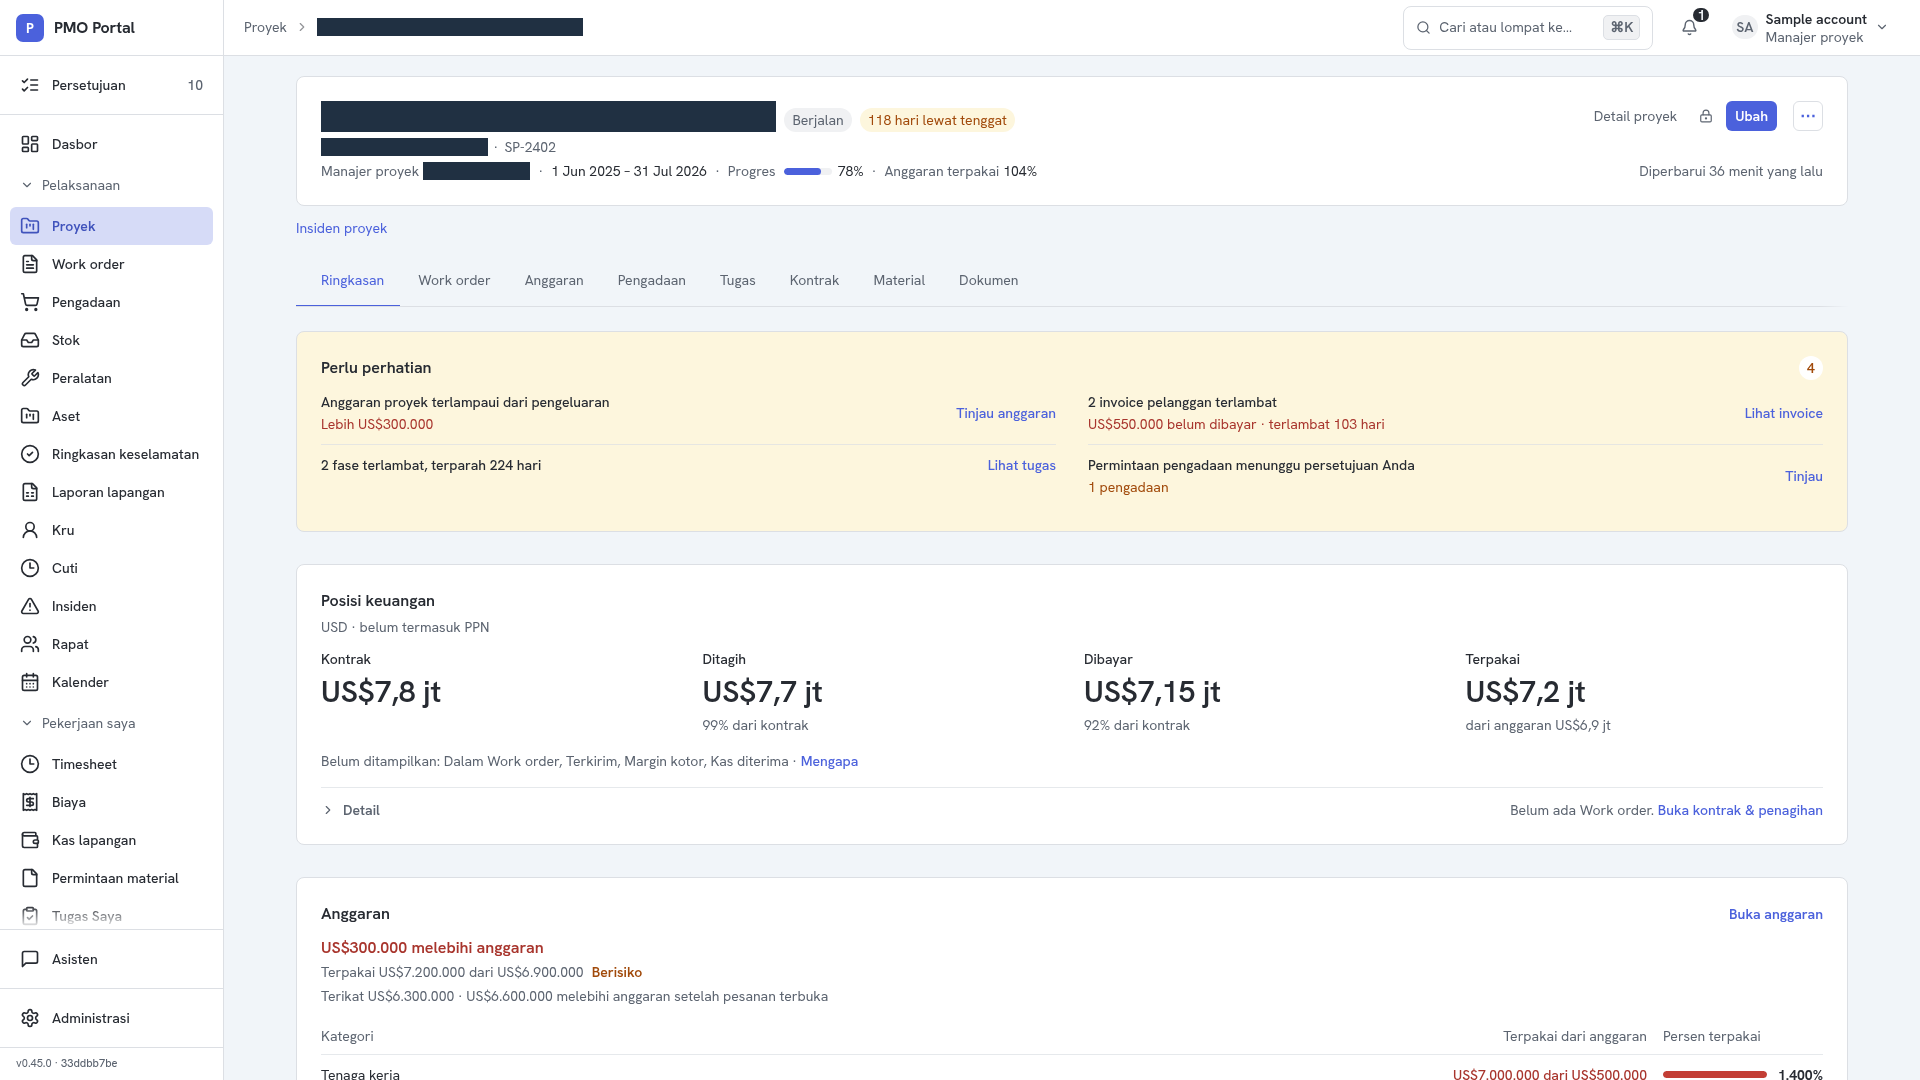 P PMO Portal
Proyek
Cari atau lompat ke... ⌘K
1
SA
Sample account
Manajer proyek
Persetujuan 10
Dasbor
Pelaksanaan
Proyek
Work order
Pengadaan
Stok
Peralatan
Aset
Ringkasan keselamatan
Laporan lapangan
Kru
Cuti
Insiden
Rapat
Kalender
Pekerjaan saya
Timesheet
Biaya
Kas lapangan
Permintaan material
Tugas Saya
Asisten
Administrasi
v0.45.0 · 33ddbb7be
Berjalan 118 hari lewat tenggat
Detail proyek Ubah
· SP-2402
Manajer proyek · 1 Jun 2025 – 31 Jul 2026 · Progres 78% · Anggaran terpakai 104%
Diperbarui 36 menit yang lalu
Insiden proyek
Ringkasan Work order Anggaran Pengadaan Tugas Kontrak Material Dokumen
Perlu perhatian 4
Anggaran proyek terlampaui dari pengeluaran
Lebih US$300.000
Tinjau anggaran
2 invoice pelanggan terlambat
US$550.000 belum dibayar · terlambat 103 hari
Lihat invoice
2 fase terlambat, terparah 224 hari
Lihat tugas
Permintaan pengadaan menunggu persetujuan Anda
1 pengadaan
Tinjau
Posisi keuangan
USD · belum termasuk PPN
Kontrak
US$7,8 jt
Ditagih
US$7,7 jt
99% dari kontrak
Dibayar
US$7,15 jt
92% dari kontrak
Terpakai
US$7,2 jt
dari anggaran US$6,9 jt
Belum ditampilkan: Dalam Work order, Terkirim, Margin kotor, Kas diterima · Mengapa
Detail
Belum ada Work order. Buka kontrak & penagihan
Anggaran
Buka anggaran
US$300.000 melebihi anggaran
Terpakai US$7.200.000 dari US$6.900.000 Berisiko
Terikat US$6.300.000 · US$6.600.000 melebihi anggaran setelah pesanan terbuka
Kategori Terpakai dari anggaran Persen terpakai
Tenaga kerja US$7.000.000 dari US$500.000 1.400%